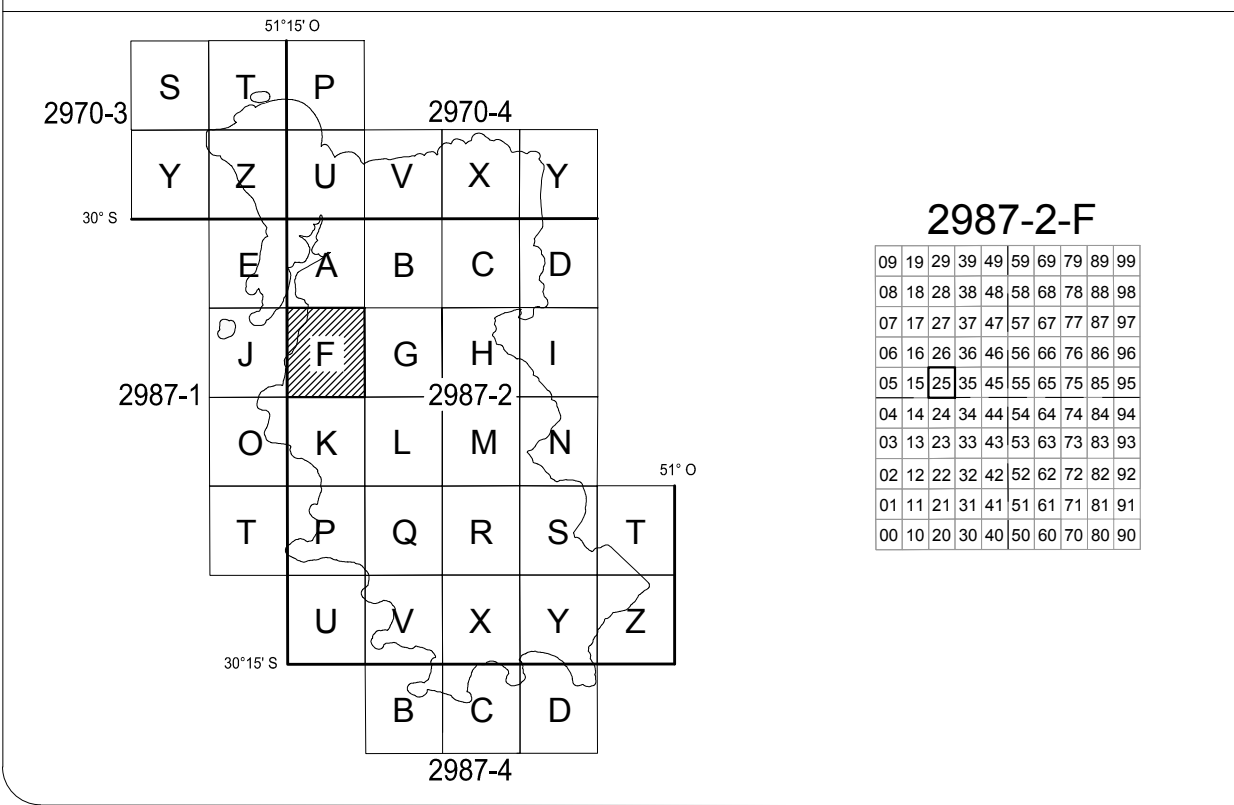 51°15' O
S T P
2970-3 2970-4
Y Z U V X Y
30° S
E A B C D
J F G H I
2987-1 2987-2
O K L M N
51° O
T P Q R S T
U V X Y Z
30°15' S
B C D
2987-4
2987-2-F
09 19 29 39 49 59 69 79 89 99
08 18 28 38 48 58 68 78 88 98
07 17 27 37 47 57 67 77 87 97
06 16 26 36 46 56 66 76 86 96
05 15 25 35 45 55 65 75 85 95
04 14 24 34 44 54 64 74 84 94
03 13 23 33 43 53 63 73 83 93
02 12 22 32 42 52 62 72 82 92
01 11 21 31 41 51 61 71 81 91
00 10 20 30 40 50 60 70 80 90